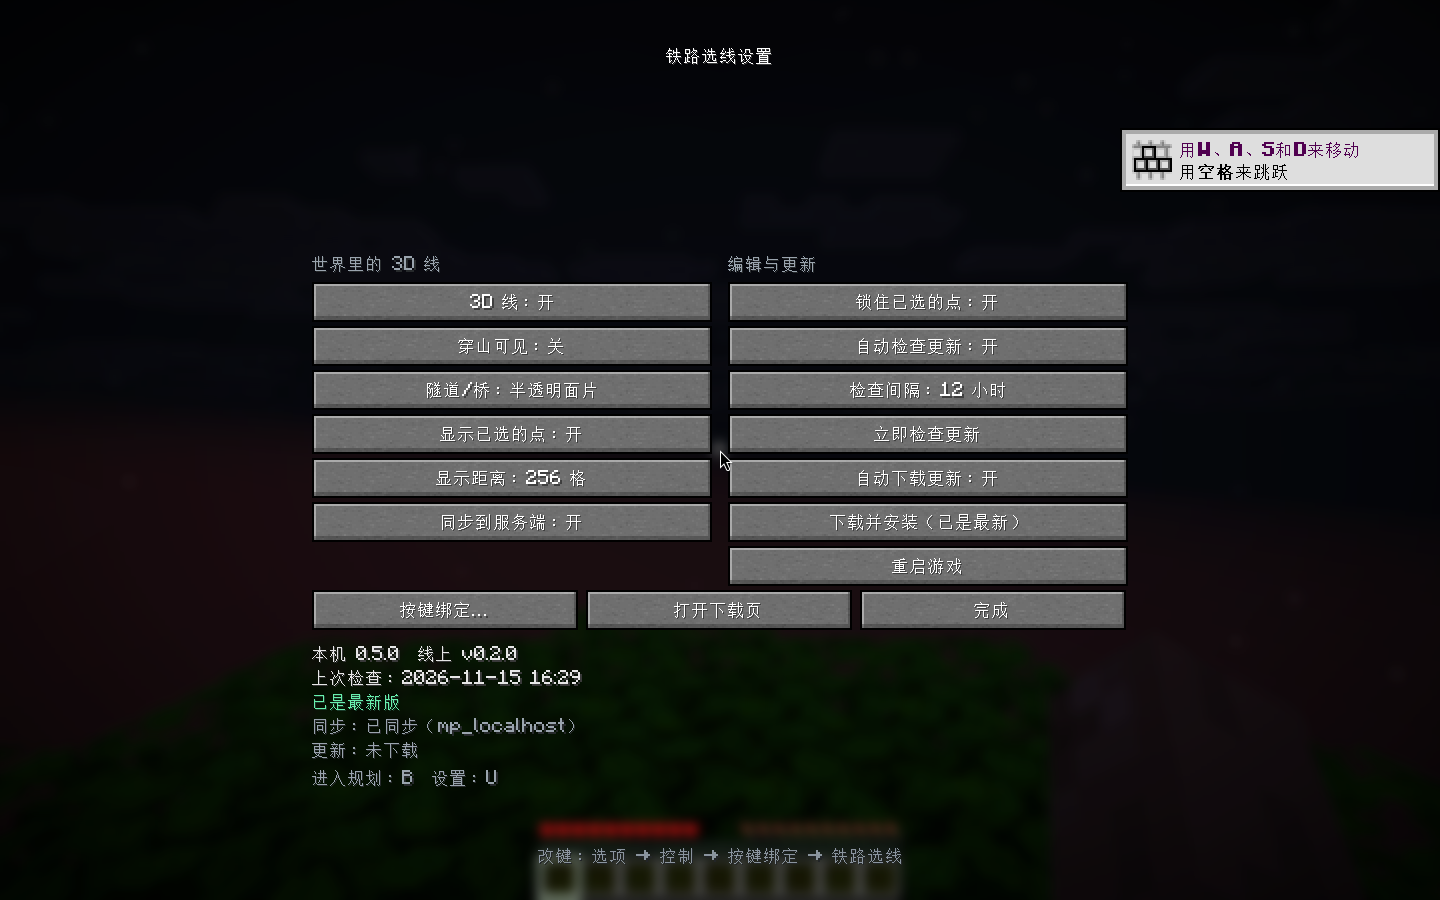 铁路选线设置
用W、A、S和D来移动
用空格来跳跃
世界里的 3D 线
编辑与更新
3D 线：开
锁住已选的点：开
穿山可见：关
自动检查更新：开
隧道/桥：半透明面片
检查间隔：12 小时
显示已选的点：开
立即检查更新
显示距离：256 格
自动下载更新：开
同步到服务端：开
下载并安装（已是最新）
重启游戏
按键绑定...
打开下载页
完成
本机 0.5.0 线上 v0.2.0
上次检查：2026-11-15 16:29
已是最新版
同步：已同步（mp_localhost）
更新：未下载
进入规划：B 设置：U
改键：选项 → 控制 → 按键绑定 → 铁路选线